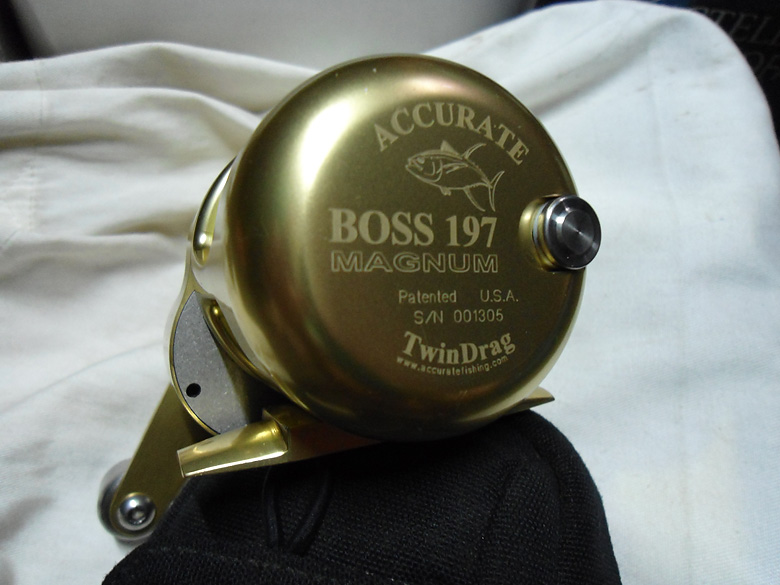 ACCURATE
BOSS 197
MAGNUM
Patented U.S.A.
S/N 001305
TwinDrag
www.accuratefishing.com